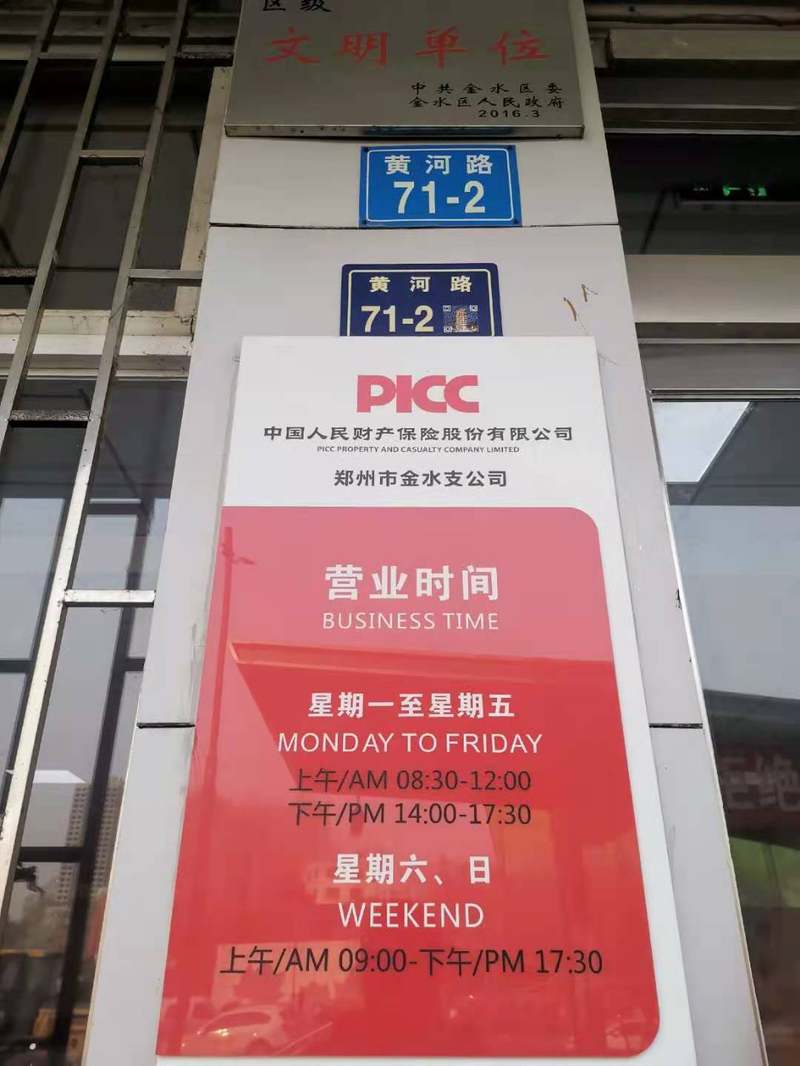 区级
文明单位
中共金水区委
金水区人民政府
2016.3
黄河路
71-2
黄河路
71-2
PICC
中国人民财产保险股份有限公司
PICC PROPERTY AND CASUALTY COMPANY LIMITED
郑州市金水支公司
营业时间
BUSINESS TIME
星期一至星期五
MONDAY TO FRIDAY
上午/AM 08:30-12:00
下午/PM 14:00-17:30
星期六、日
WEEKEND
上午/AM 09:00-下午/PM 17:30
拒绝